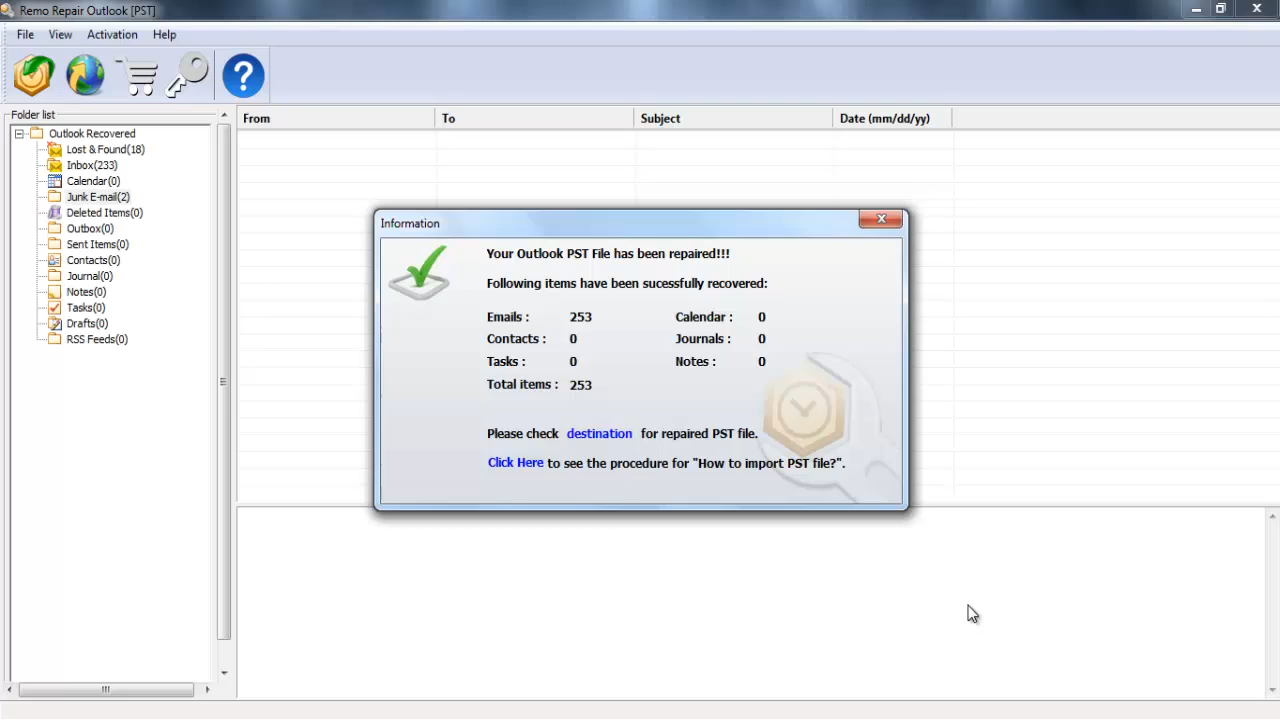 Remo Repair Outlook [PST]
File View Activation Help
Folder list
Outlook Recovered
Lost & Found(18)
Inbox(233)
Calendar(0)
Junk E-mail(2)
Deleted Items(0)
Outbox(0)
Sent Items(0)
Contacts(0)
Journal(0)
Notes(0)
Tasks(0)
Drafts(0)
RSS Feeds(0)
From To Subject Date (mm/dd/yy)
Information
Your Outlook PST File has been repaired!!!
Following items have been sucessfully recovered:
Emails : 253 Calendar : 0
Contacts : 0 Journals : 0
Tasks : 0 Notes : 0
Total items : 253
Please check destination for repaired PST file.
Click Here to see the procedure for "How to import PST file?".